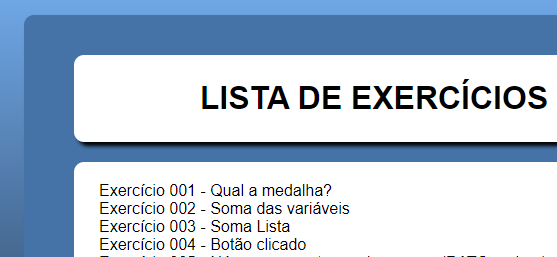 LISTA DE EXERCÍCIOS
Exercício 001 - Qual a medalha?
Exercício 002 - Soma das variáveis
Exercício 003 - Soma Lista
Exercício 004 - Botão clicado